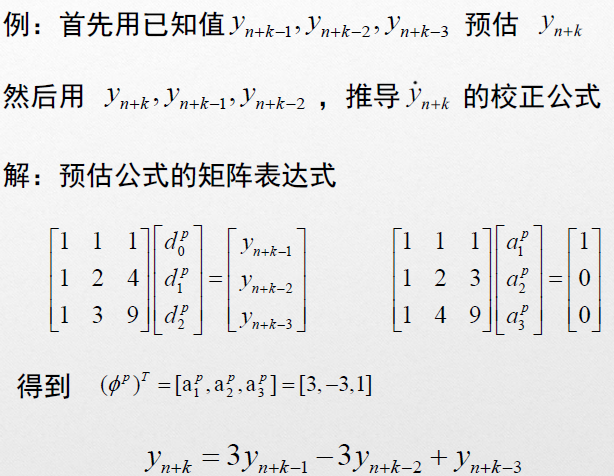 例：首先用已知值 $y_{n+k-1}, y_{n+k-2}, y_{n+k-3}$ 预估 $y_{n+k}$
然后用 $y_{n+k}, y_{n+k-1}, y_{n+k-2}$ ，推导 $\dot{y}_{n+k}$ 的校正公式
解：预估公式的矩阵表达式
$\begin{bmatrix} 1 & 1 & 1 \\ 1 & 2 & 4 \\ 1 & 3 & 9 \end{bmatrix} \begin{bmatrix} d_0^p \\ d_1^p \\ d_2^p \end{bmatrix} = \begin{bmatrix} y_{n+k-1} \\ y_{n+k-2} \\ y_{n+k-3} \end{bmatrix}$ $\begin{bmatrix} 1 & 1 & 1 \\ 1 & 2 & 3 \\ 1 & 4 & 9 \end{bmatrix} \begin{bmatrix} a_1^p \\ a_2^p \\ a_3^p \end{bmatrix} = \begin{bmatrix} 1 \\ 0 \\ 0 \end{bmatrix}$
得到 $(\phi^p)^T = [a_1^p, a_2^p, a_3^p] = [3, -3, 1]$
$y_{n+k} = 3y_{n+k-1} - 3y_{n+k-2} + y_{n+k-3}$